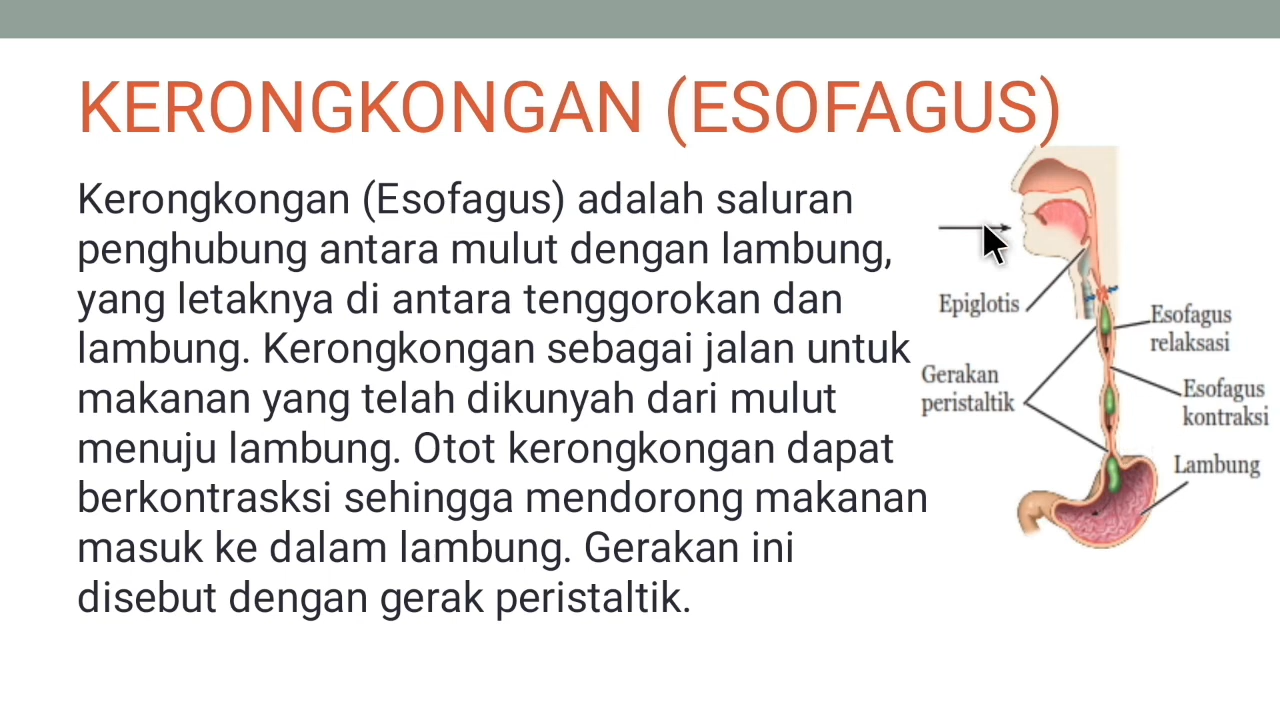 KERONGKONGAN (ESOFAGUS)
Kerongkongan (Esofagus) adalah saluran
penghubung antara mulut dengan lambung,
yang letaknya di antara tenggorokan dan
lambung. Kerongkongan sebagai jalan untuk
makanan yang telah dikunyah dari mulut
menuju lambung. Otot kerongkongan dapat
berkontrasksi sehingga mendorong makanan
masuk ke dalam lambung. Gerakan ini
disebut dengan gerak peristaltik.
Epiglotis
Esofagus
relaksasi
Gerakan
peristaltik
Esofagus
kontraksi
Lambung